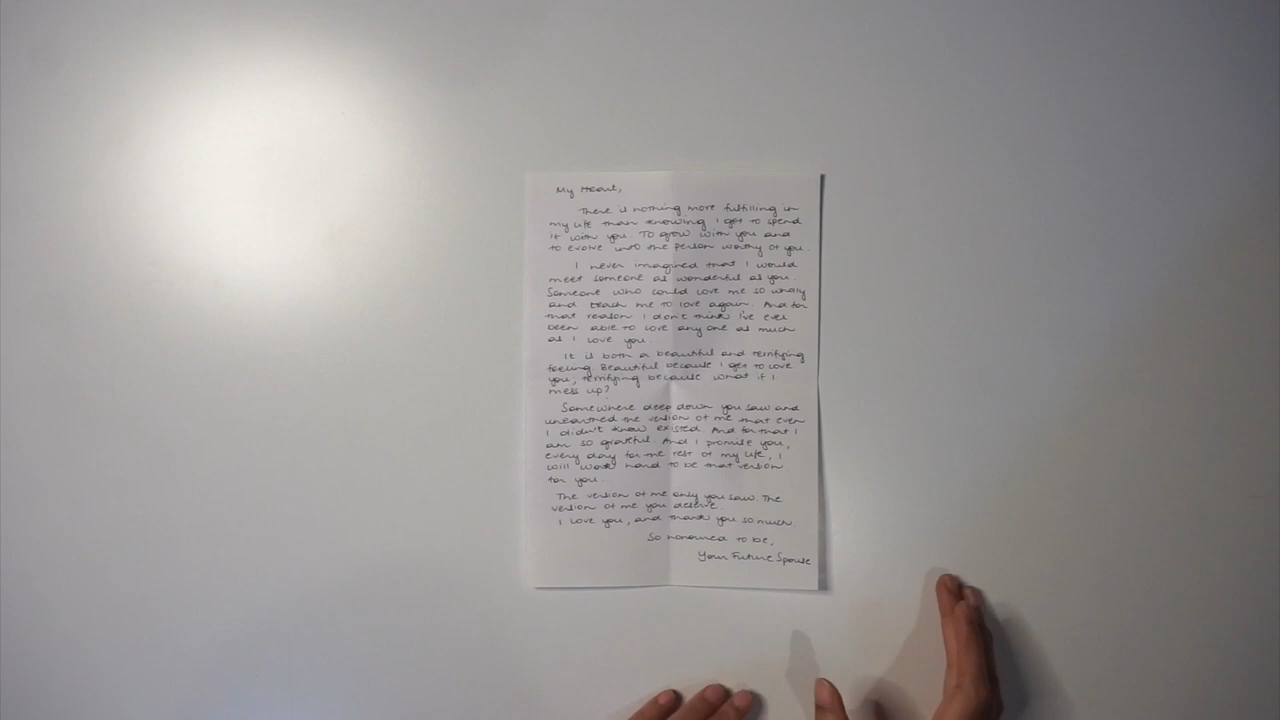 My Heart,
There is nothing more fulfilling in
my life than knowing I get to spend
it with you. To grow with you and
to evolve into the person worthy of you.
I never imagined that I would
meet someone as wonderful as you.
Someone who could love me so wholly
and teach me to love again. And for
that reason I don't think I've ever
been able to love anyone as much
as I love you.
It is both a beautiful and terrifying
feeling. Beautiful because I get to love
you, terrifying because what if I
mess up?
Somewhere deep down you saw and
unearthed the version of me that even
I didn't know existed. And for that I
am so grateful. And I promise you,
every day for the rest of my life, I
will work hard to be that version
for you.
The version of me only you saw. The
version of me you deserve.
I love you, and thank you so much.
So honoured to be,
Your Future Spouse